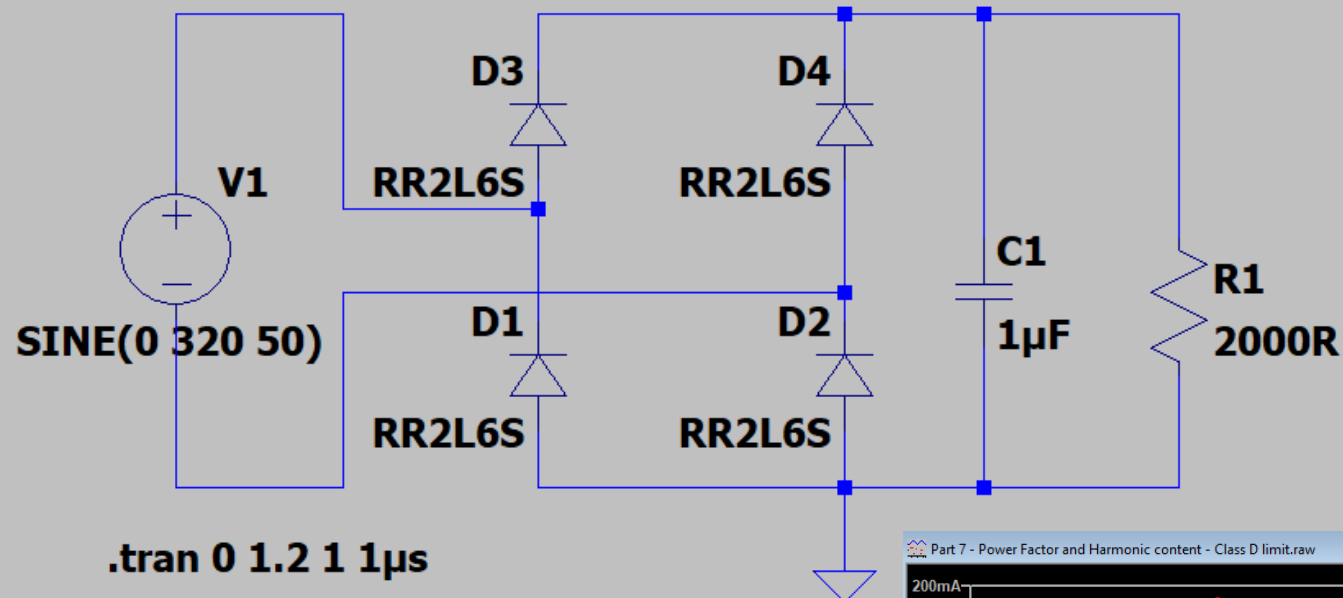 D3
D4
V1
RR2L6S
RR2L6S
C1
R1
SINE(0 320 50)
D1
D2
1µF
2000R
RR2L6S
RR2L6S
.tran 0 1.2 1 1µs
Part 7 - Power Factor and Harmonic content - Class D limit.raw
200mA